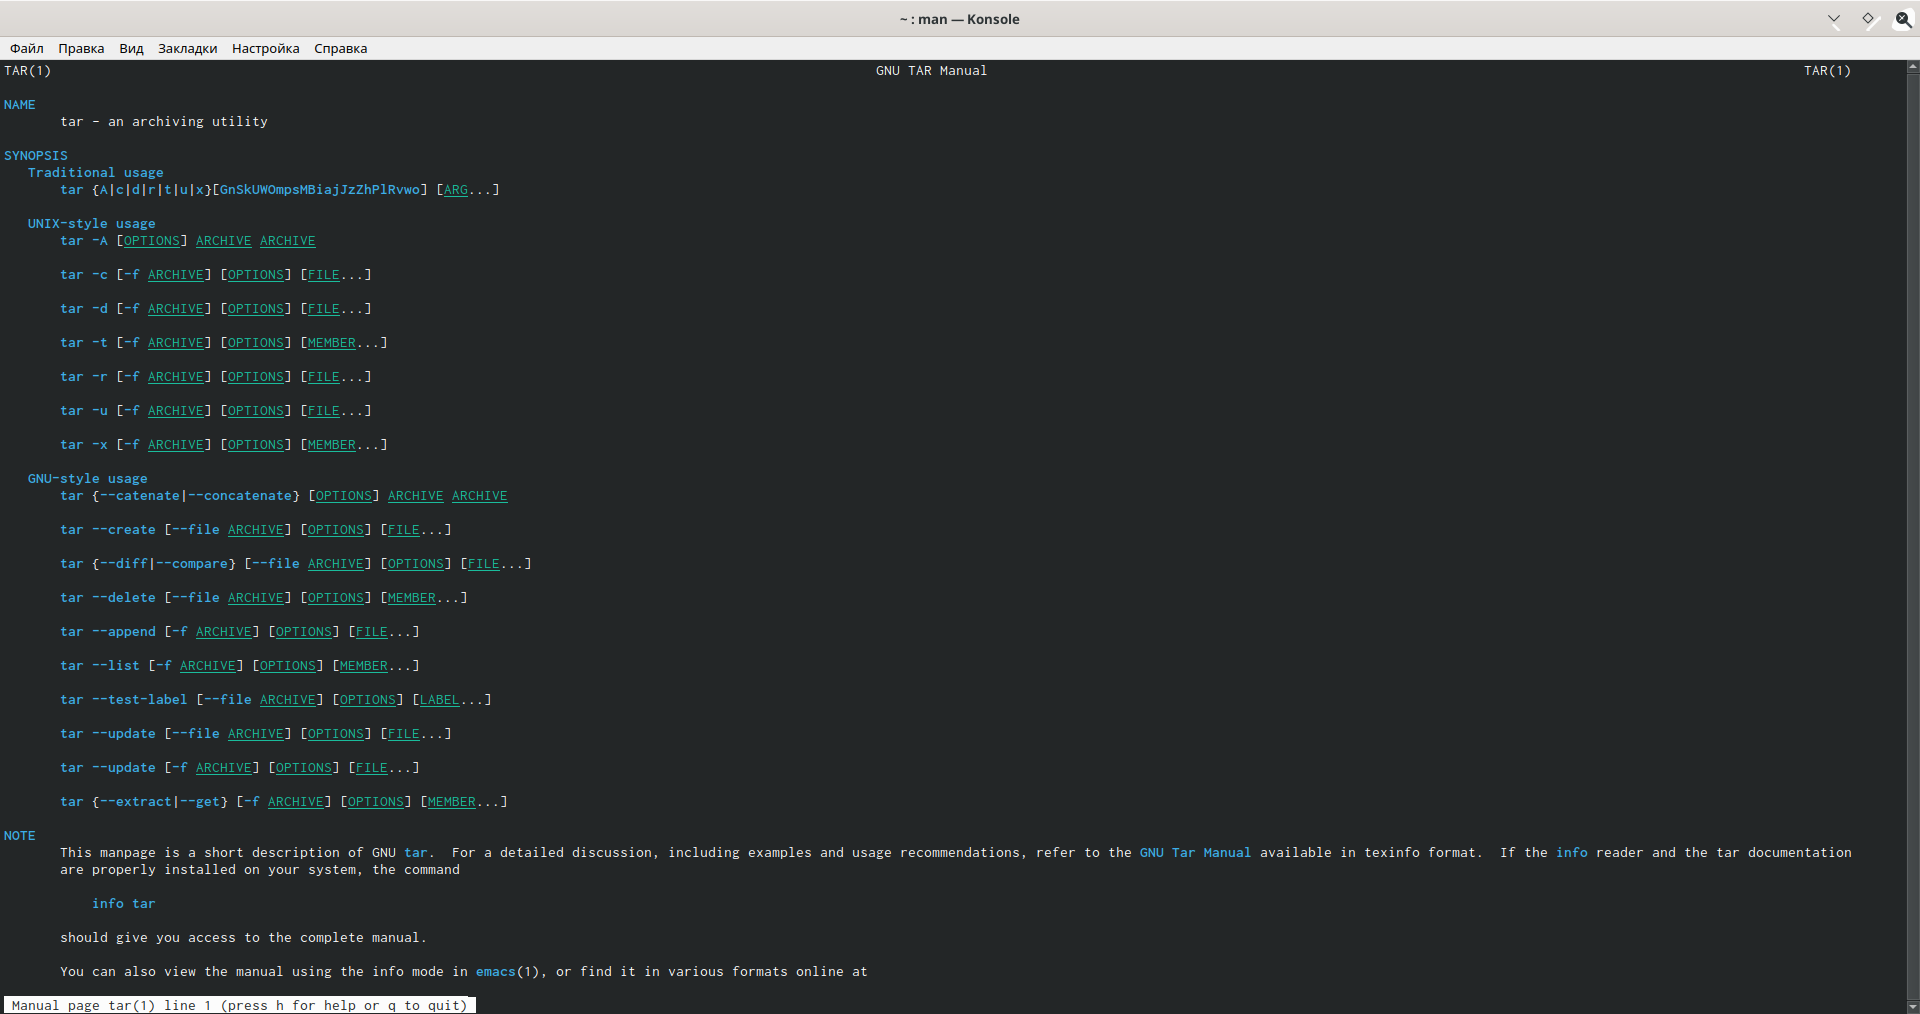 ~ : man — Konsole
Файл Правка Вид Закладки Настройка Справка
TAR(1) GNU TAR Manual TAR(1)
NAME
tar - an archiving utility
SYNOPSIS
Traditional usage
tar {A|c|d|r|t|u|x}[GnSkUWOmpsMBiajJzZhPlRvwo] [ARG...]
UNIX-style usage
tar -A [OPTIONS] ARCHIVE ARCHIVE
tar -c [-f ARCHIVE] [OPTIONS] [FILE...]
tar -d [-f ARCHIVE] [OPTIONS] [FILE...]
tar -t [-f ARCHIVE] [OPTIONS] [MEMBER...]
tar -r [-f ARCHIVE] [OPTIONS] [FILE...]
tar -u [-f ARCHIVE] [OPTIONS] [FILE...]
tar -x [-f ARCHIVE] [OPTIONS] [MEMBER...]
GNU-style usage
tar {--catenate|--concatenate} [OPTIONS] ARCHIVE ARCHIVE
tar --create [--file ARCHIVE] [OPTIONS] [FILE...]
tar {--diff|--compare} [--file ARCHIVE] [OPTIONS] [FILE...]
tar --delete [--file ARCHIVE] [OPTIONS] [MEMBER...]
tar --append [-f ARCHIVE] [OPTIONS] [FILE...]
tar --list [-f ARCHIVE] [OPTIONS] [MEMBER...]
tar --test-label [--file ARCHIVE] [OPTIONS] [LABEL...]
tar --update [--file ARCHIVE] [OPTIONS] [FILE...]
tar --update [-f ARCHIVE] [OPTIONS] [FILE...]
tar {--extract|--get} [-f ARCHIVE] [OPTIONS] [MEMBER...]
NOTE
This manpage is a short description of GNU tar.  For a detailed discussion, including examples and usage recommendations, refer to the GNU Tar Manual available in texinfo format.  If the info reader and the tar documentation
are properly installed on your system, the command
info tar
should give you access to the complete manual.
You can also view the manual using the info mode in emacs(1), or find it in various formats online at
Manual page tar(1) line 1 (press h for help or q to quit)